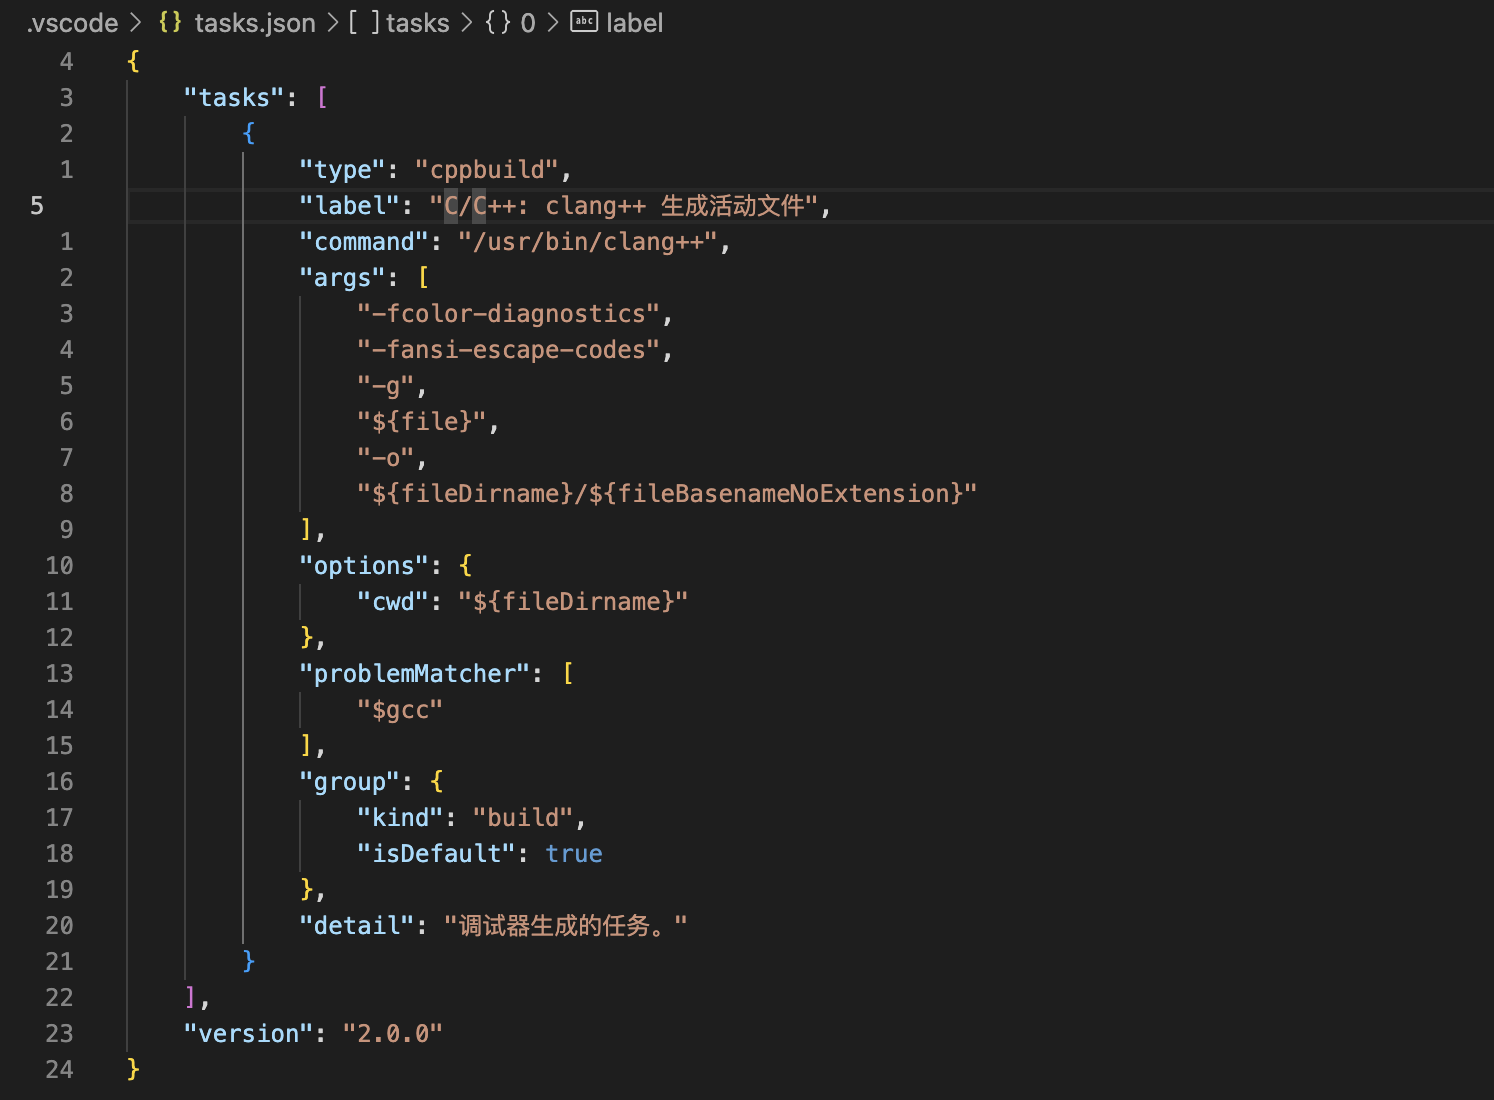 .vscode > {} tasks.json > [ ] tasks > {} 0 > abc label
4 {
3 "tasks": [
2 {
1 "type": "cppbuild",
5 "label": "C/C++: clang++ 生成活动文件",
1 "command": "/usr/bin/clang++",
2 "args": [
3 "-fcolor-diagnostics",
4 "-fansi-escape-codes",
5 "-g",
6 "${file}",
7 "-o",
8 "${fileDirname}/${fileBasenameNoExtension}"
9 ],
10 "options": {
11 "cwd": "${fileDirname}"
12 },
13 "problemMatcher": [
14 "$gcc"
15 ],
16 "group": {
17 "kind": "build",
18 "isDefault": true
19 },
20 "detail": "调试器生成的任务。"
21 }
22 ],
23 "version": "2.0.0"
24 }